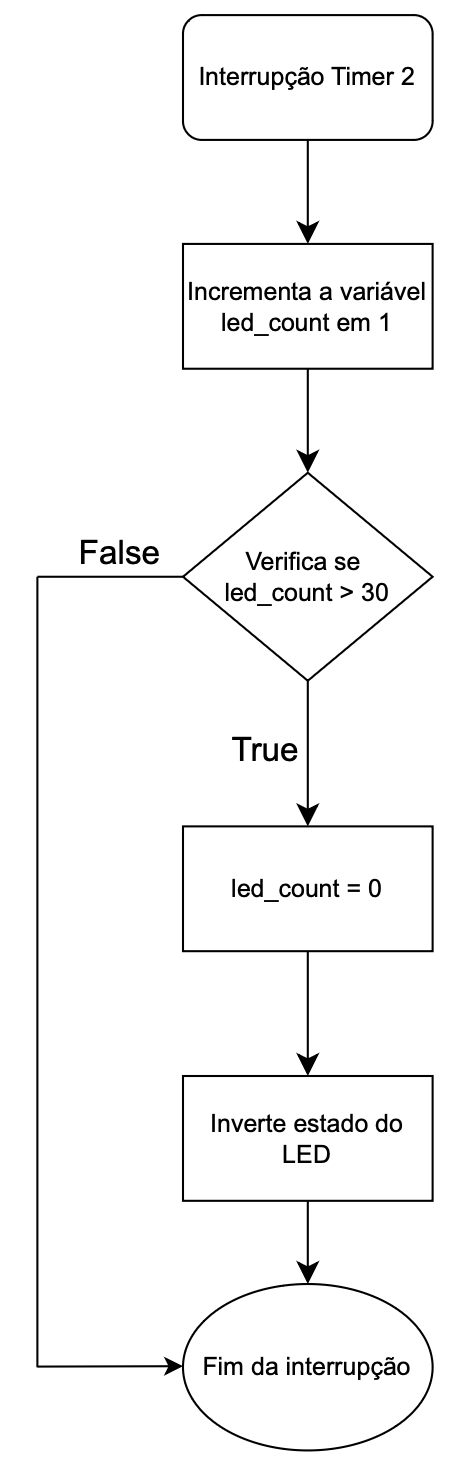 Interrupção Timer 2
Incrementa a variável
led_count em 1
False
Verifica se
led_count > 30
True
led_count = 0
Inverte estado do
LED
Fim da interrupção